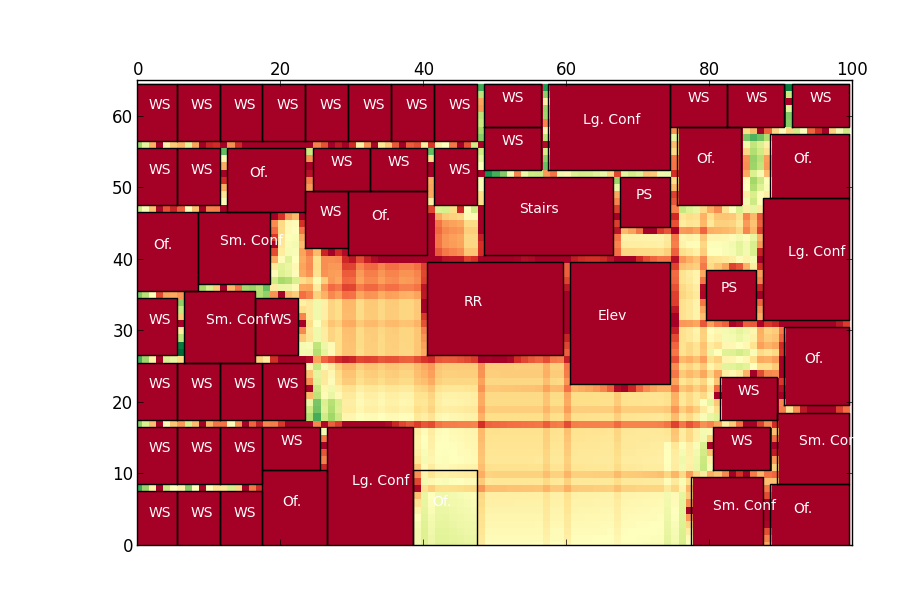 0 20 40 60 80 100
60
50
40
30
20
10
0
WS WS WS WS WS WS WS WS WS Lg. Conf WS WS WS
WS
WS WS Of. WS WS WS Of. Of.
WS Of. Stairs PS
Of. Sm. Conf Lg. Conf
WS Sm. Conf WS RR Elev PS
Of.
WS WS WS WS WS
WS WS WS WS WS Sm. Cor
Lg. Conf
WS WS WS Of. Of. Sm. Conf Of.